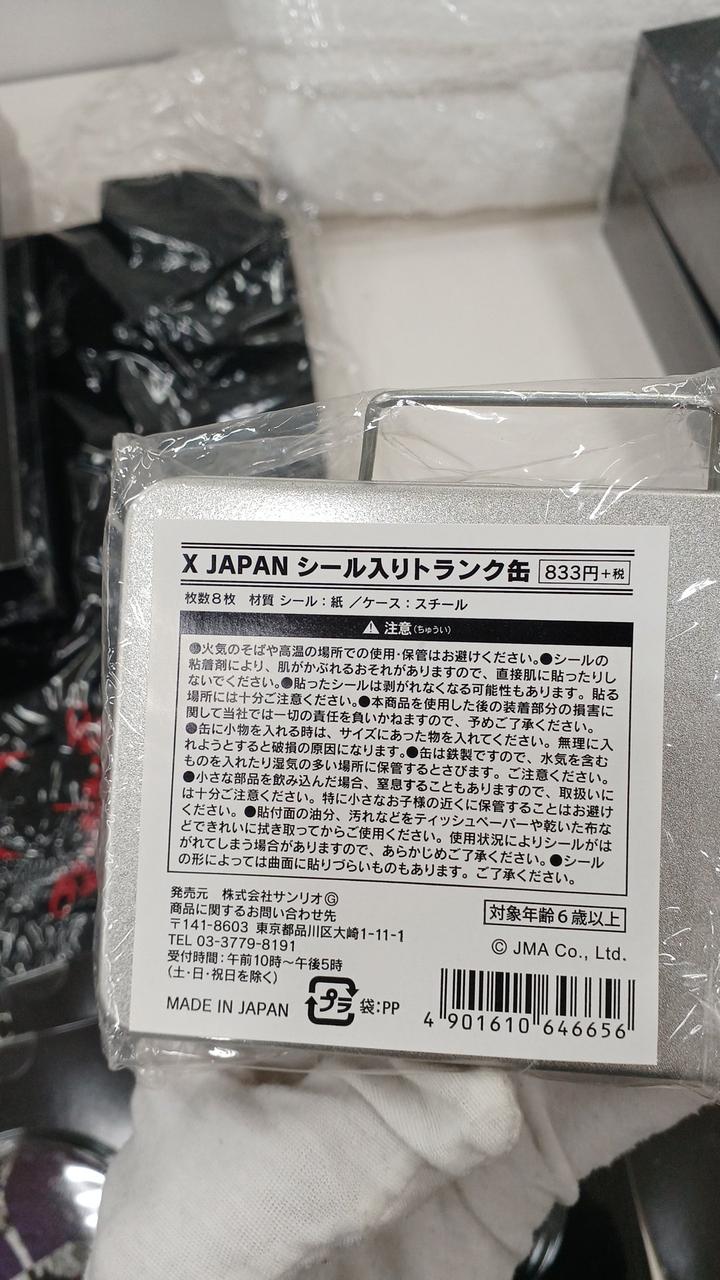 X JAPAN シール入りトランク缶 833円+税
枚数8枚 材質 シール:紙 /ケース:スチール
⚠ 注意(ちゅうい)
●火気のそばや高温の場所での使用・保管はお避けください。●シールの
粘着剤により、肌がかぶれるおそれがありますので、直接肌に貼ったりし
ないでください。●貼ったシールは剥がれなくなる可能性もあります。貼る
場所には十分ご注意ください。●本商品を使用した後の装着部分の損害に
関して当社では一切の責任を負いかねますので、予めご了承ください。
●缶に小物を入れる時は、サイズにあった物を入れてください。無理に入
れようとすると破損の原因になります。●缶は鉄製ですので、水気を含む
ものを入れたり湿気の多い場所に保管するとさびます。ご注意ください。
●小さな部品を飲み込んだ場合、窒息することもありますので、取扱いに
は十分ご注意ください。特に小さなお子様の近くに保管することはお避け
ください。●貼付面の油分、汚れなどをティッシュペーパーや乾いた布な
どできれいに拭き取ってからご使用ください。使用状況によりシールがは
がれてしまう場合がありますので、あらかじめご了承ください。●シール
の形によっては曲面に貼りづらいものもあります。ご了承ください。
発売元 株式会社サンリオⒼ
商品に関するお問い合わせ先
〒141-8603 東京都品川区大崎1-11-1
TEL 03-3779-8191
受付時間:午前10時~午後5時
(土・日・祝日を除く)
対象年齢6歳以上
© JMA Co., Ltd.
MADE IN JAPAN プラ 袋:PP
4 901610 646656